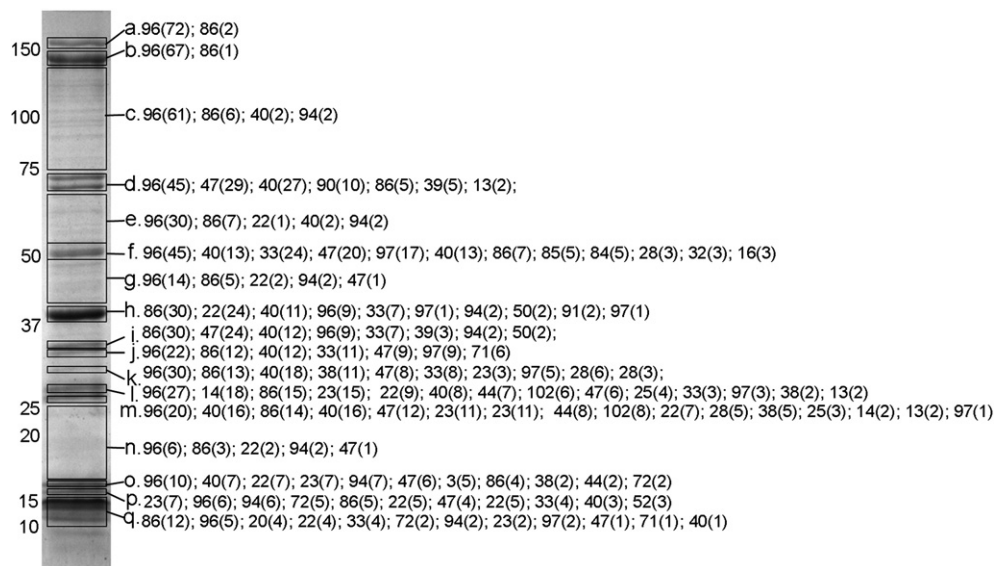 a.96(72); 86(2)
150
b.96(67); 86(1)
100
c.96(61); 86(6); 40(2); 94(2)
75
d.96(45); 47(29); 40(27); 90(10); 86(5); 39(5); 13(2);
e.96(30); 86(7); 22(1); 40(2); 94(2)
50
f.96(45); 40(13); 33(24); 47(20); 97(17); 40(13); 86(7); 85(5); 84(5); 28(3); 32(3); 16(3)
g.96(14); 86(5); 22(2); 94(2); 47(1)
h.86(30); 22(24); 40(11); 96(9); 33(7); 97(1); 94(2); 50(2); 91(2); 97(1)
37
i.86(30); 47(24); 40(12); 96(9); 33(7); 39(3); 94(2); 50(2);
j.96(22); 86(12); 40(12); 33(11); 47(9); 97(9); 71(6)
k.96(30); 86(13); 40(18); 38(11); 47(8); 33(8); 23(3); 97(5); 28(6); 28(3);
l.96(27); 14(18); 86(15); 23(15); 22(9); 40(8); 44(7); 102(6); 47(6); 25(4); 33(3); 97(3); 38(2); 13(2)
25
m.96(20); 40(16); 86(14); 40(16); 47(12); 23(11); 23(11); 44(8); 102(8); 22(7); 28(5); 38(5); 25(3); 14(2); 13(2); 97(1)
20
n.96(6); 86(3); 22(2); 94(2); 47(1)
o.96(10); 40(7); 22(7); 23(7); 94(7); 47(6); 3(5); 86(4); 38(2); 44(2); 72(2)
15
p.23(7); 96(6); 94(6); 72(5); 86(5); 22(5); 47(4); 22(5); 33(4); 40(3); 52(3)
q.86(12); 96(5); 20(4); 22(4); 33(4); 72(2); 94(2); 23(2); 97(2); 47(1); 71(1); 40(1)
10